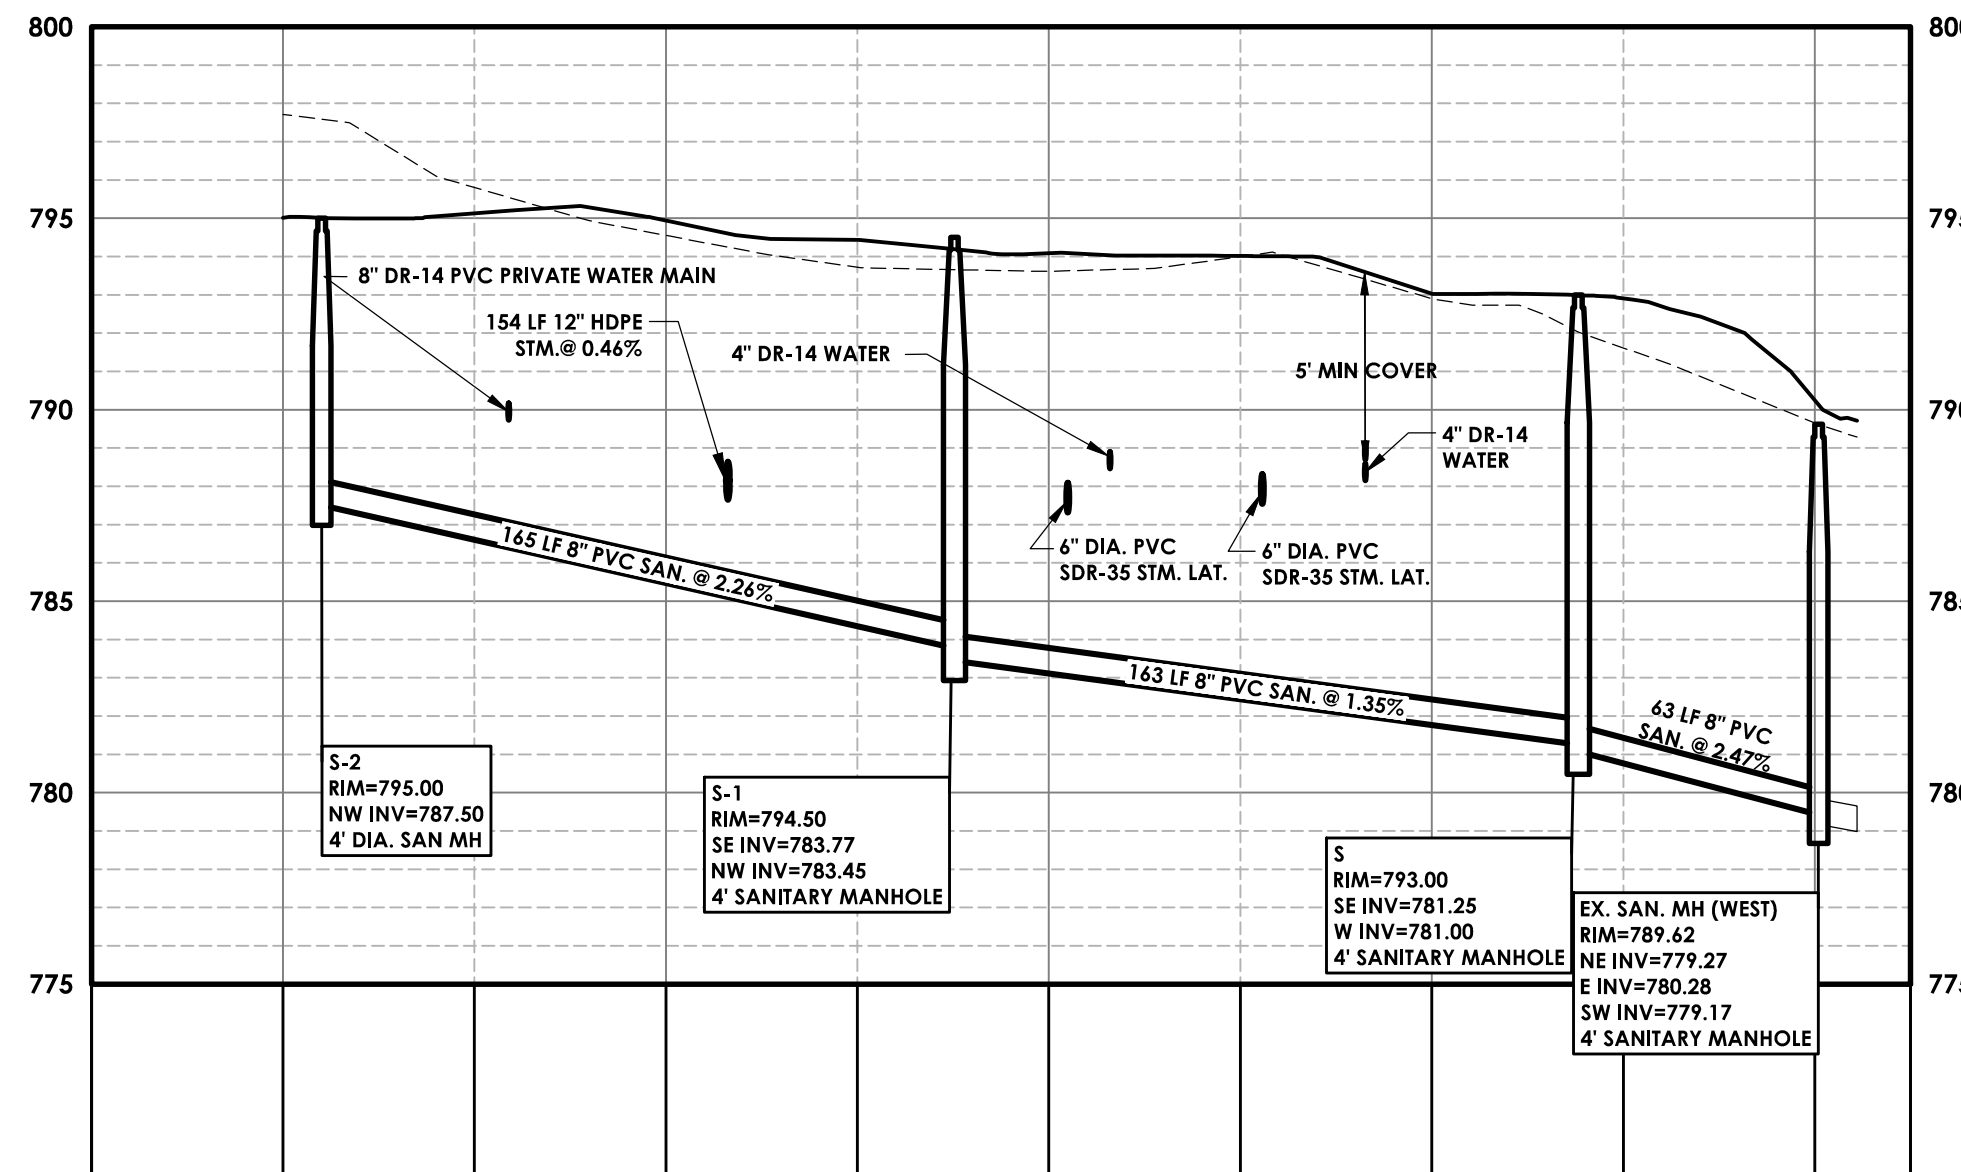 800
800
795
795
790
790
785
785
780
780
775
775
8" DR-14 PVC PRIVATE WATER MAIN
154 LF 12" HDPE
STM.@ 0.46%
4" DR-14 WATER
5' MIN COVER
4" DR-14
WATER
6" DIA. PVC
SDR-35 STM. LAT.
6" DIA. PVC
SDR-35 STM. LAT.
165 LF 8" PVC SAN. @ 2.26%
163 LF 8" PVC SAN. @ 1.35%
63 LF 8" PVC
SAN. @ 2.47%
S-2
RIM=795.00
NW INV=787.50
4' DIA. SAN MH
S-1
RIM=794.50
SE INV=783.77
NW INV=783.45
4' SANITARY MANHOLE
S
RIM=793.00
SE INV=781.25
W INV=781.00
4' SANITARY MANHOLE
EX. SAN. MH (WEST)
RIM=789.62
NE INV=779.27
E INV=780.28
SW INV=779.17
4' SANITARY MANHOLE